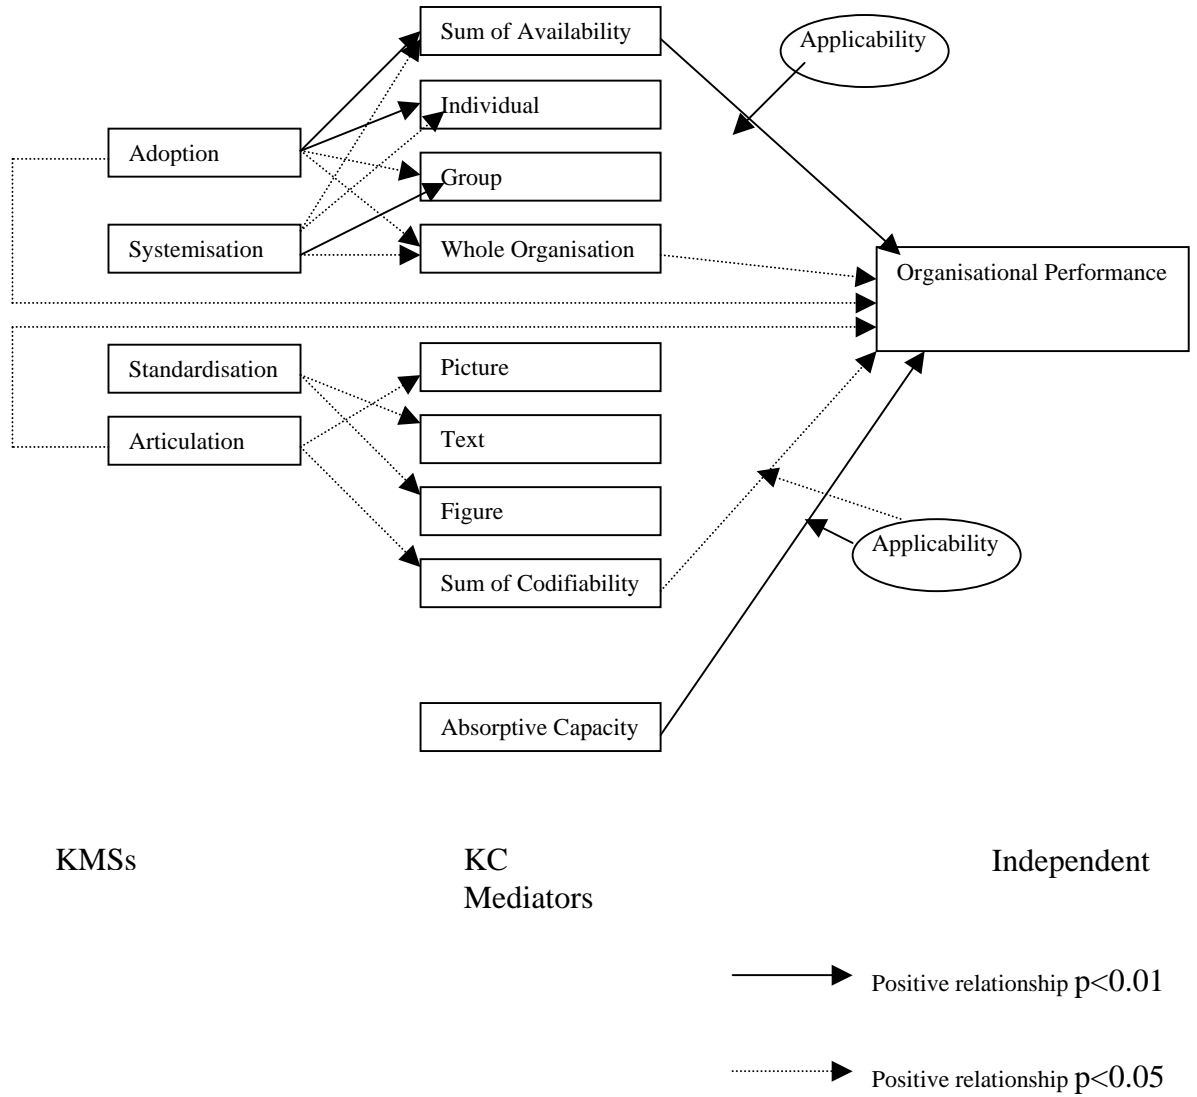 Sum of Availability
Applicability
Individual
Adoption
Group
Systemisation
Whole Organisation
Organisational Performance
Standardisation
Picture
Articulation
Text
Figure
Applicability
Sum of Codifiability
Absorptive Capacity
KMSs
KC
Mediators
Independent
Positive relationship p<0.01
Positive relationship p<0.05